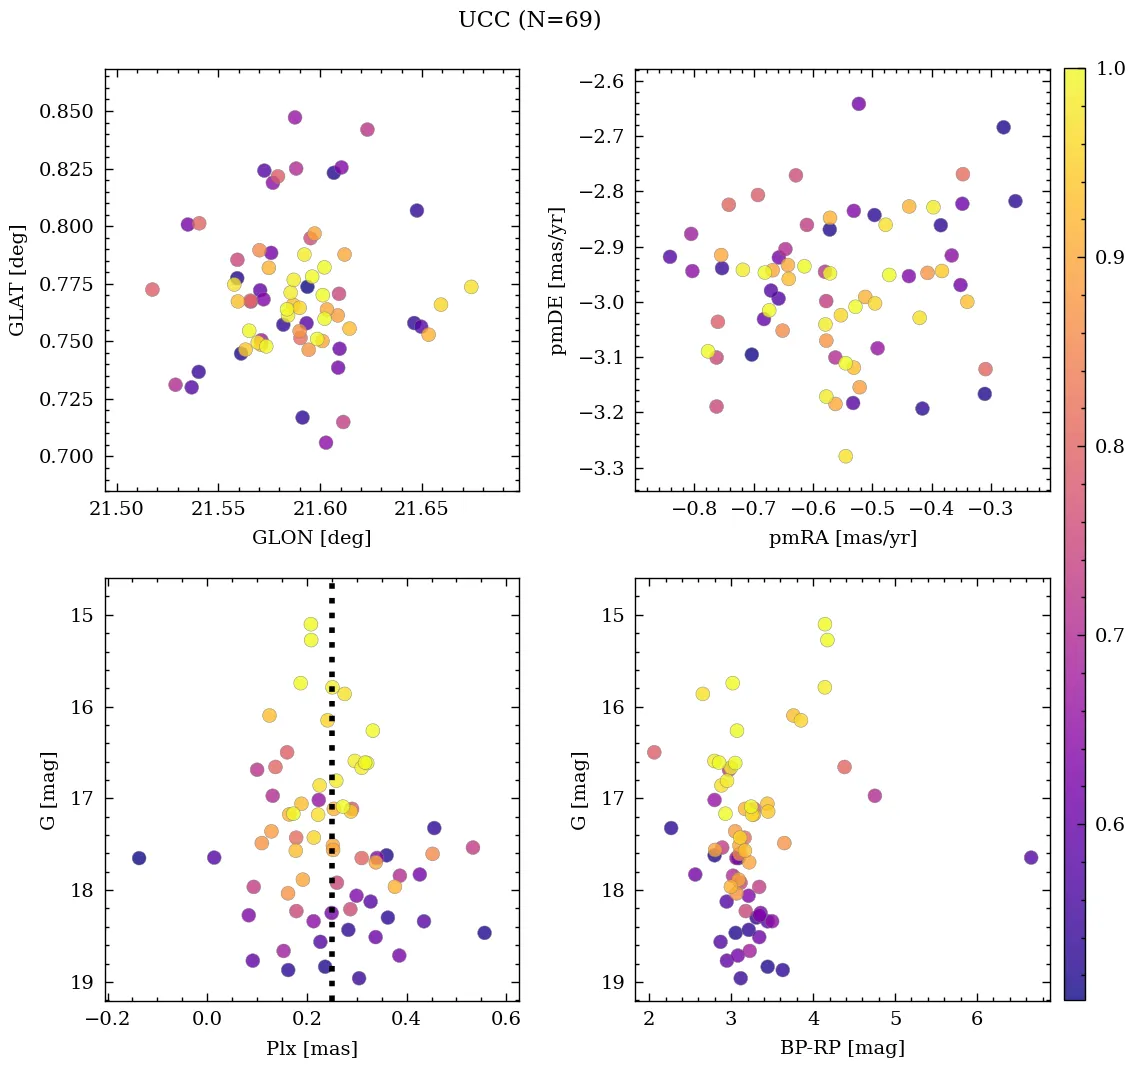 UCC (N=69)
0.850
0.825
0.800
0.775
0.750
0.725
0.700
GLAT [deg]
21.50 21.55 21.60 21.65
GLON [deg]
−2.6
−2.7
−2.8
−2.9
−3.0
−3.1
−3.2
−3.3
pmDE [mas/yr]
−0.8 −0.7 −0.6 −0.5 −0.4 −0.3
pmRA [mas/yr]
15
16
17
18
19
G [mag]
−0.2 0.0 0.2 0.4 0.6
Plx [mas]
15
16
17
18
19
G [mag]
2 3 4 5 6
BP-RP [mag]
1.0
0.9
0.8
0.7
0.6